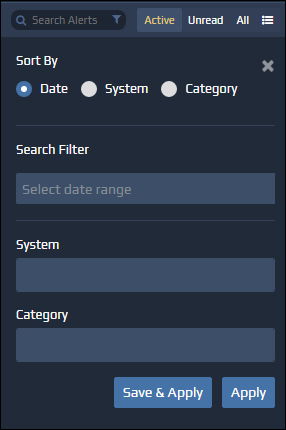 Search Alerts Active Unread All
Sort By
Date System Category
Search Filter
Select date range
System
Category
Save & Apply Apply